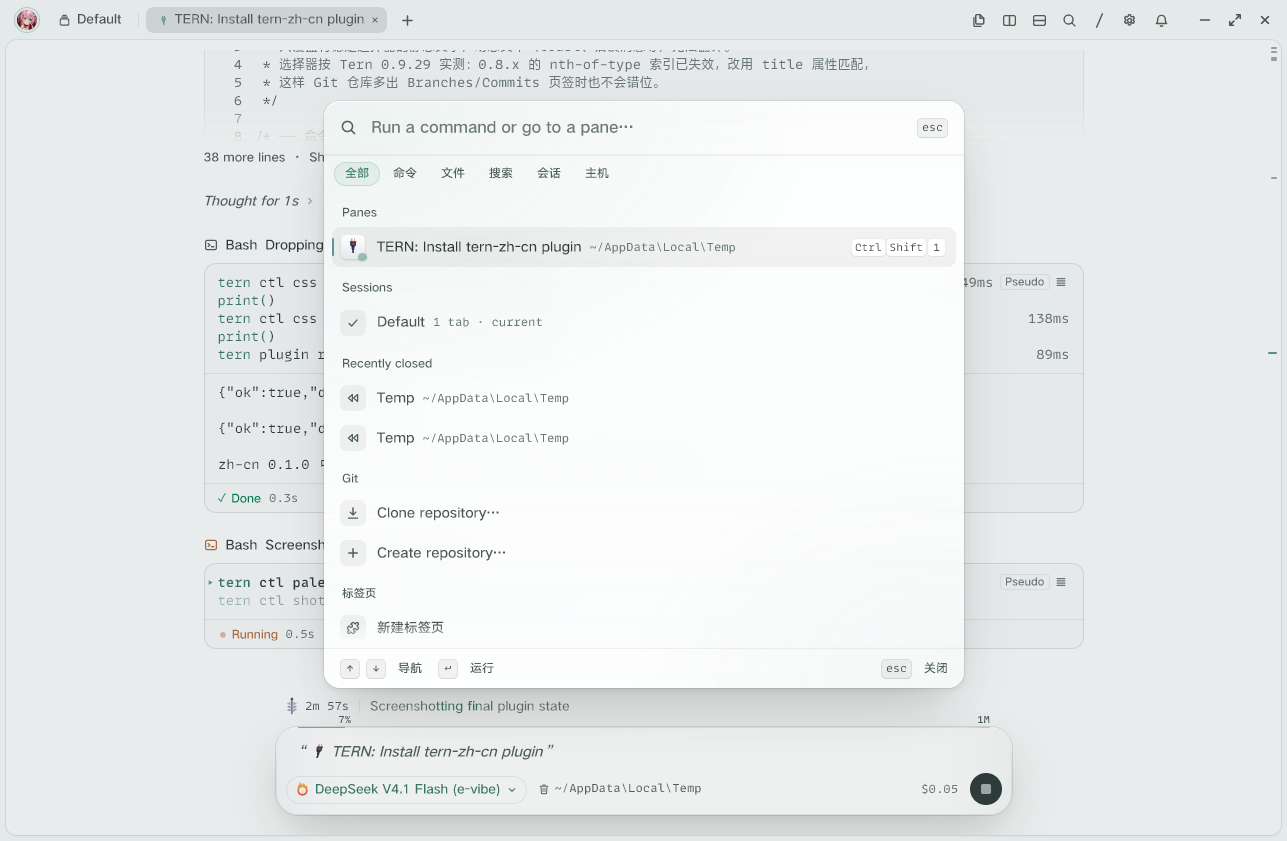 Default
TERN: Install tern-zh-cn plugin ×
4 * 选择器按 Tern 0.9.29 实测：0.8.x 的 nth-of-type 索引已失效，改用 title 属性匹配，
5 * 这样 Git 仓库多出 Branches/Commits 页签时也不会错位。
6 */
7
8 /* —— 命令
38 more lines · Sh
Thought for 1s ›
Bash Dropping
tern ctl css 49ms Pseudo
print()
tern ctl css 138ms
print()
tern plugin r 89ms
{"ok":true,"d
{"ok":true,"d
zh-cn 0.1.0
✓ Done 0.3s
Bash Screensh
tern ctl pale Pseudo
tern ctl shot
Running 0.5s
Run a command or go to a pane… esc
全部 命令 文件 搜索 会话 主机
Panes
TERN: Install tern-zh-cn plugin ~/AppData\Local\Temp Ctrl Shift 1
Sessions
Default 1 tab · current
Recently closed
Temp ~/AppData\Local\Temp
Temp ~/AppData\Local\Temp
Git
Clone repository…
Create repository…
标签页
新建标签页
↑ ↓ 导航 ↵ 运行 esc 关闭
2m 57s Screenshotting final plugin state
7% 1M
“ TERN: Install tern-zh-cn plugin ”
DeepSeek V4.1 Flash (e-vibe) ~/AppData\Local\Temp $0.05